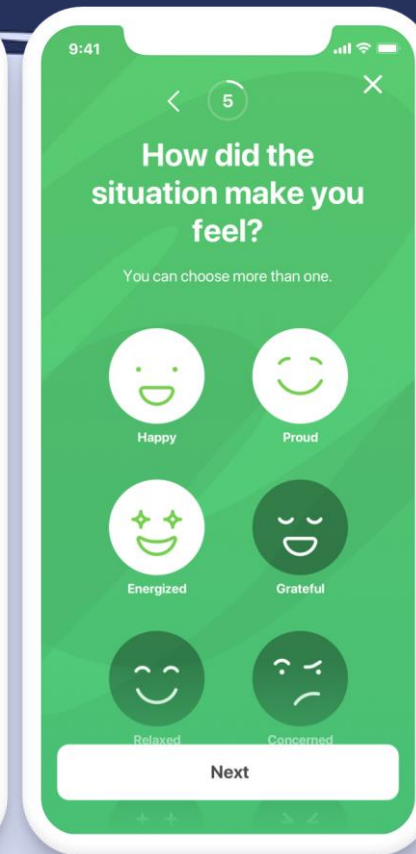 9:41
5
How did the
situation make you
feel?
You can choose more than one.
Happy Proud
Energized Grateful
Relaxed Concerned
Next